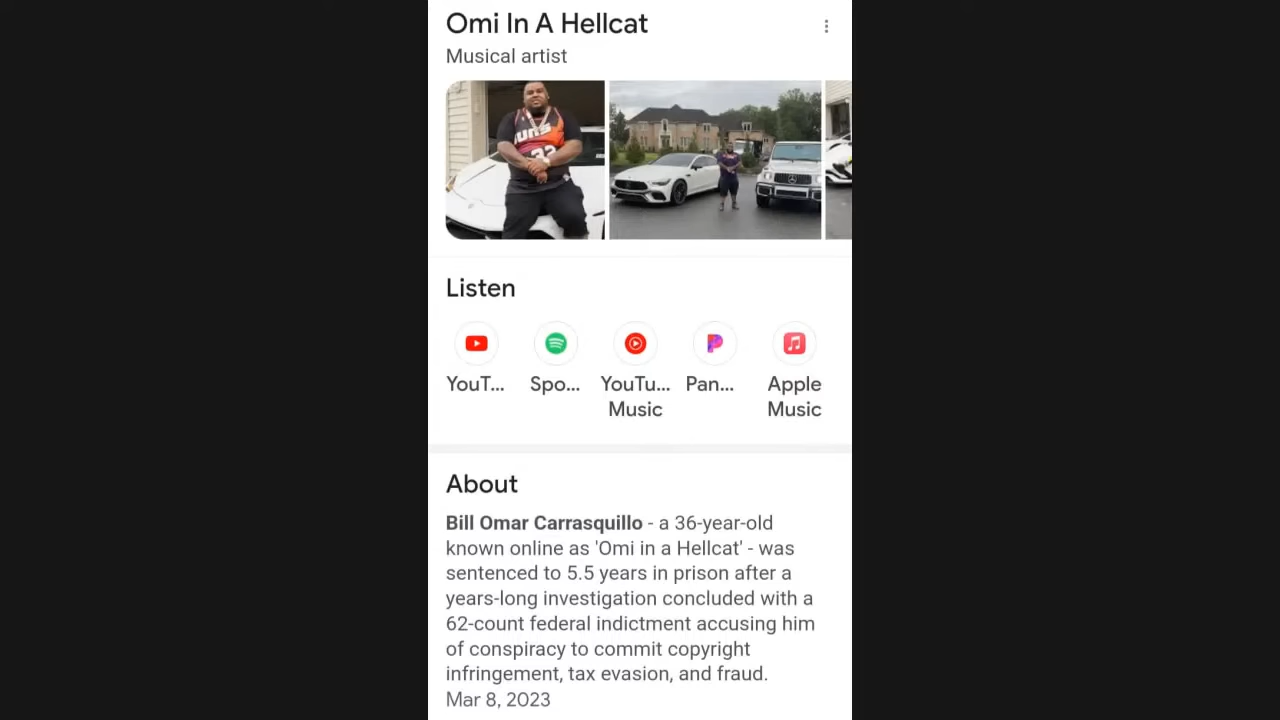 Omi In A Hellcat
Musical artist
Listen
YouT... Spo... YouTu... Pan... Apple
Music Music
About
Bill Omar Carrasquillo - a 36-year-old
known online as 'Omi in a Hellcat' - was
sentenced to 5.5 years in prison after a
years-long investigation concluded with a
62-count federal indictment accusing him
of conspiracy to commit copyright
infringement, tax evasion, and fraud.
Mar 8, 2023